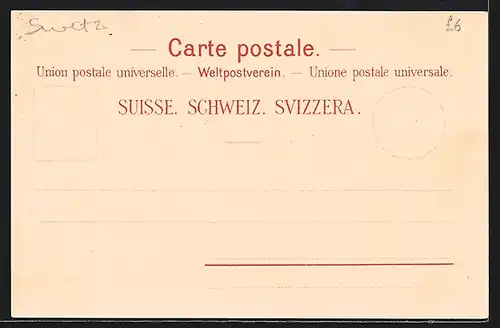 Switz
£6
— Carte postale. —
Union postale universelle. — Weltpostverein. — Unione postale universale.
SUISSE. SCHWEIZ. SVIZZERA.